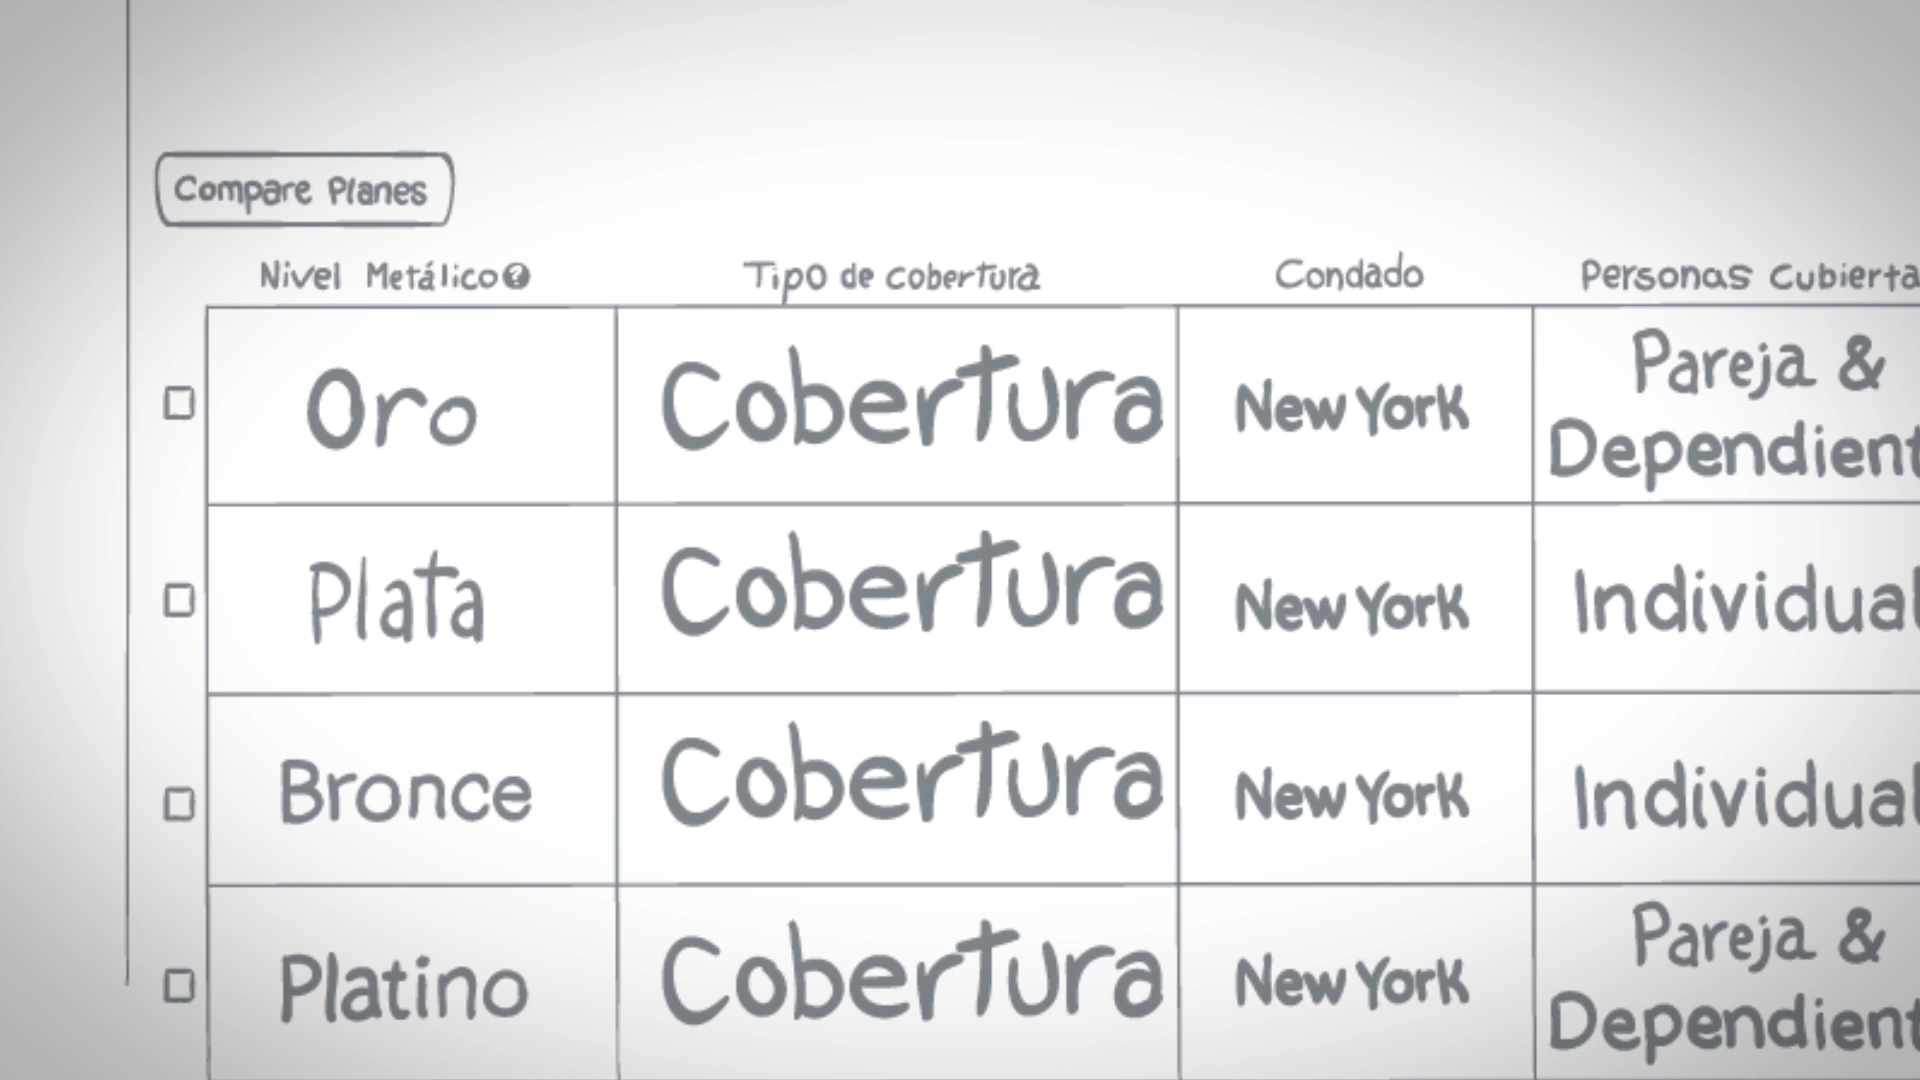 Compare Planes
Nivel Metálico? Tipo de cobertura Condado Personas Cubierta
Oro Cobertura New York Pareja &
Dependient
Plata Cobertura New York Individual
Bronce Cobertura New York Individual
Platino Cobertura New York Pareja &
Dependient